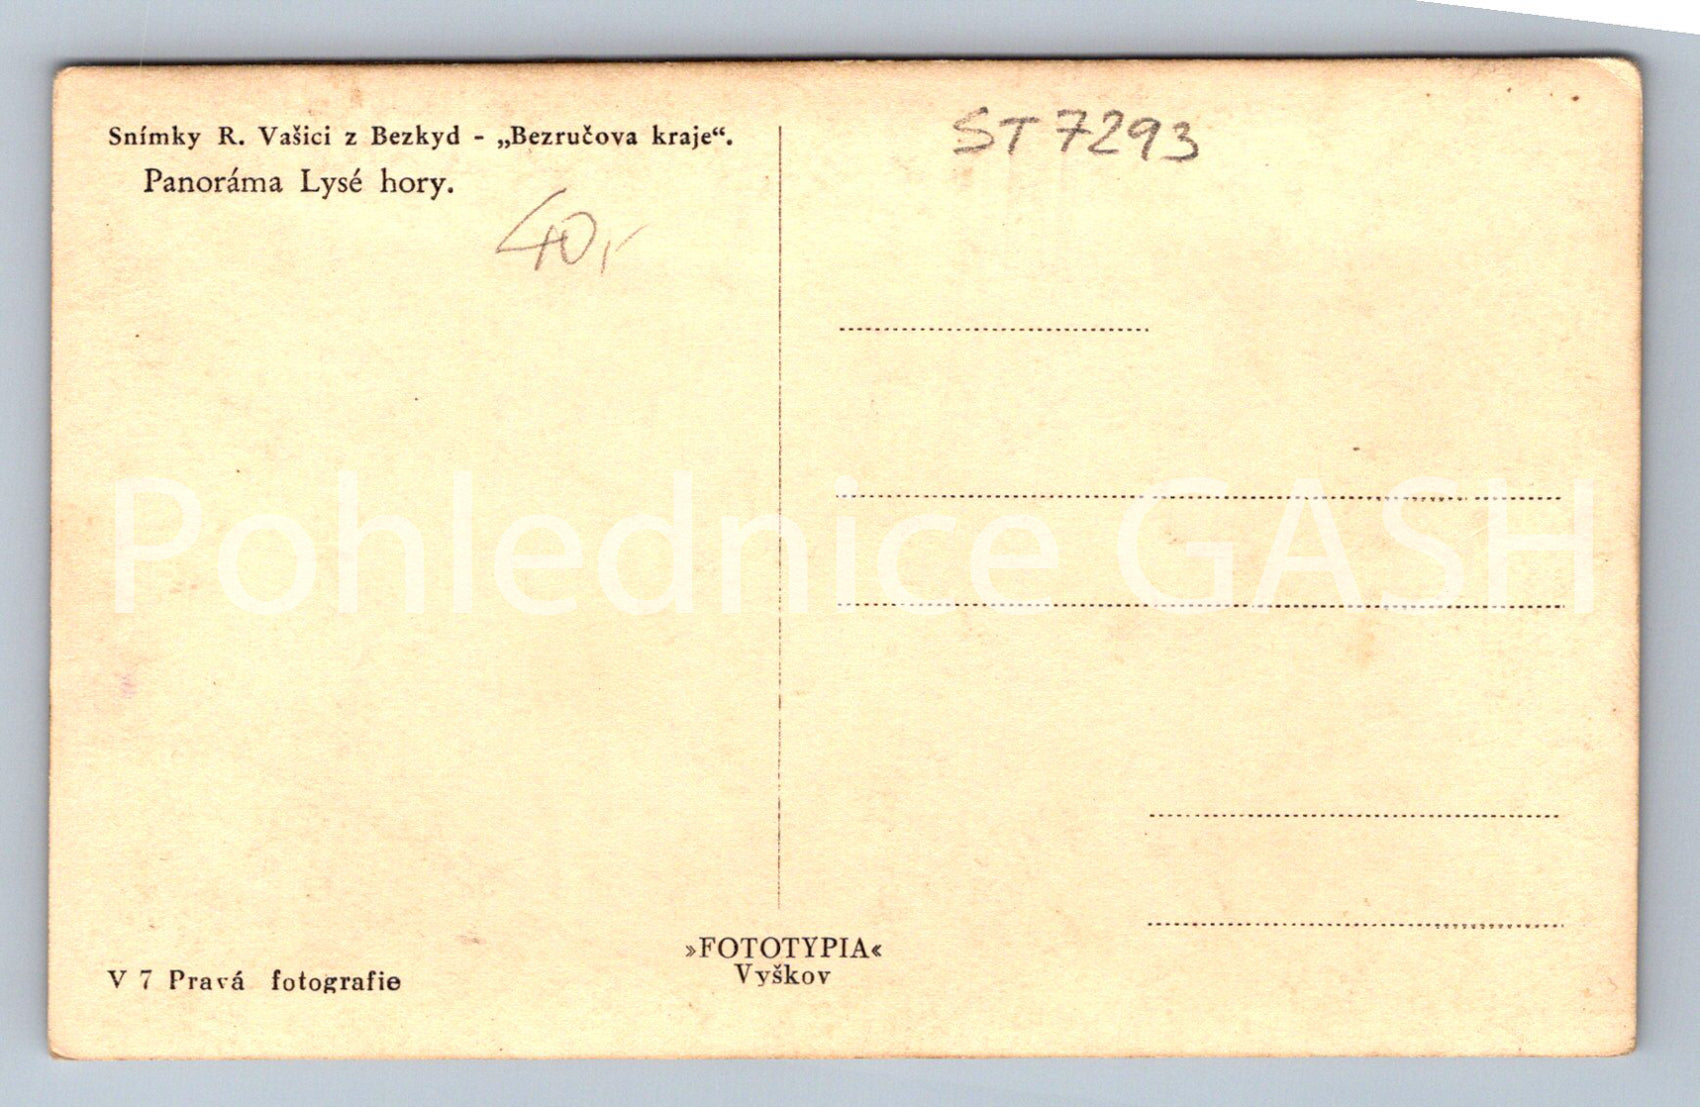 Snímky R. Vašici z Bezkyd - „Bezručova kraje“.
Panoráma Lysé hory.
40,-
ST 7293
Pohlednice GASH
»FOTOTYPIA«
Vyškov
V 7 Pravá fotografie